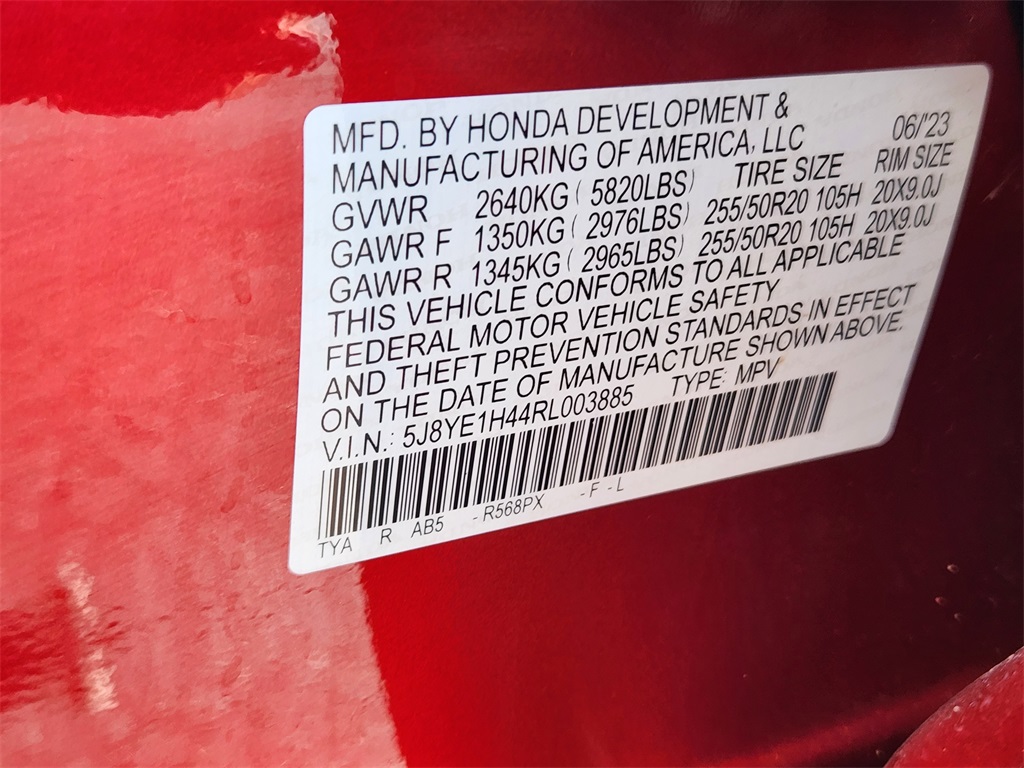 MFD. BY HONDA DEVELOPMENT &
MANUFACTURING OF AMERICA, LLC 06/'23
GVWR 2640KG ( 5820LBS) TIRE SIZE RIM SIZE
GAWR F 1350KG ( 2976LBS) 255/50R20 105H 20X9.0J
GAWR R 1345KG ( 2965LBS) 255/50R20 105H 20X9.0J
THIS VEHICLE CONFORMS TO ALL APPLICABLE
FEDERAL MOTOR VEHICLE SAFETY
AND THEFT PREVENTION STANDARDS IN EFFECT
ON THE DATE OF MANUFACTURE SHOWN ABOVE.
V.I.N.: 5J8YE1H44RL003885 TYPE: MPV
TYA R AB5 - R568PX - F - L